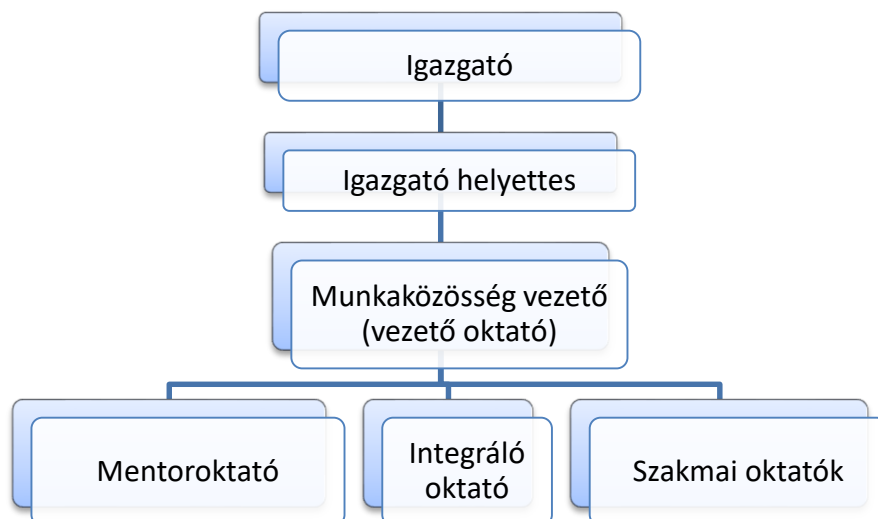 Igazgató
Igazgató helyettes
Munkaközösség vezető
(vezető oktató)
Mentoroktató
Integráló
oktató
Szakmai oktatók